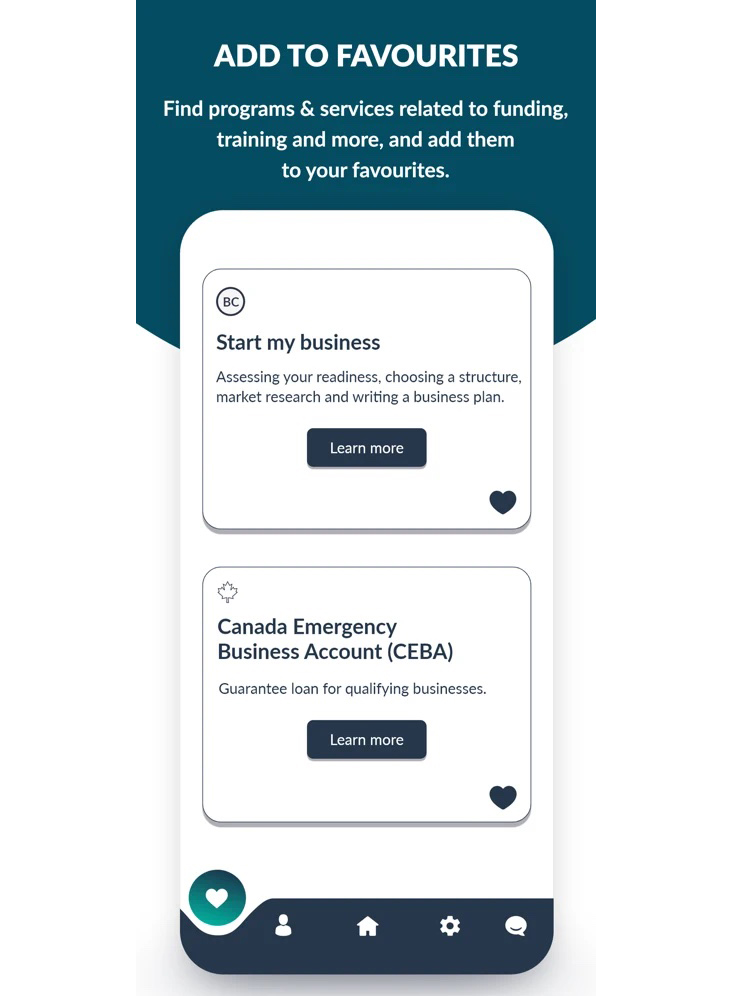 ADD TO FAVOURITES
Find programs & services related to funding,
training and more, and add them
to your favourites.
BC
Start my business
Assessing your readiness, choosing a structure,
market research and writing a business plan.
Learn more
Canada Emergency
Business Account (CEBA)
Guarantee loan for qualifying businesses.
Learn more